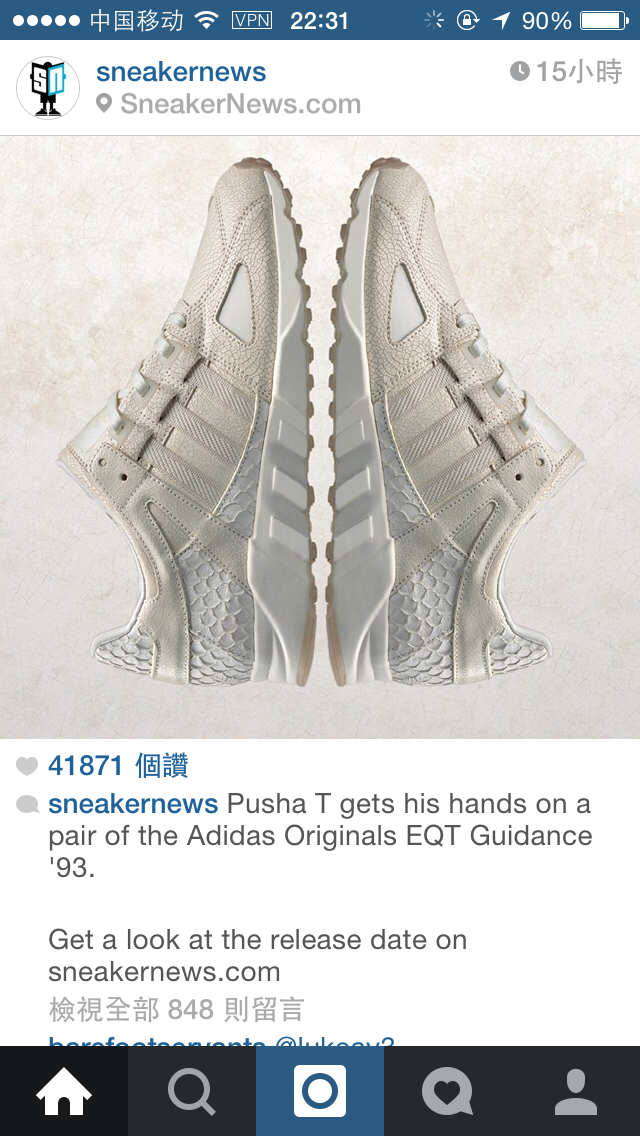 中国移动 VPN 22:31 90%
sneakernews 15小時
SneakerNews.com
41871 個讚
sneakernews Pusha T gets his hands on a
pair of the Adidas Originals EQT Guidance
'93.
Get a look at the release date on
sneakernews.com
檢視全部 848 則留言
barefootservants @lukeay3